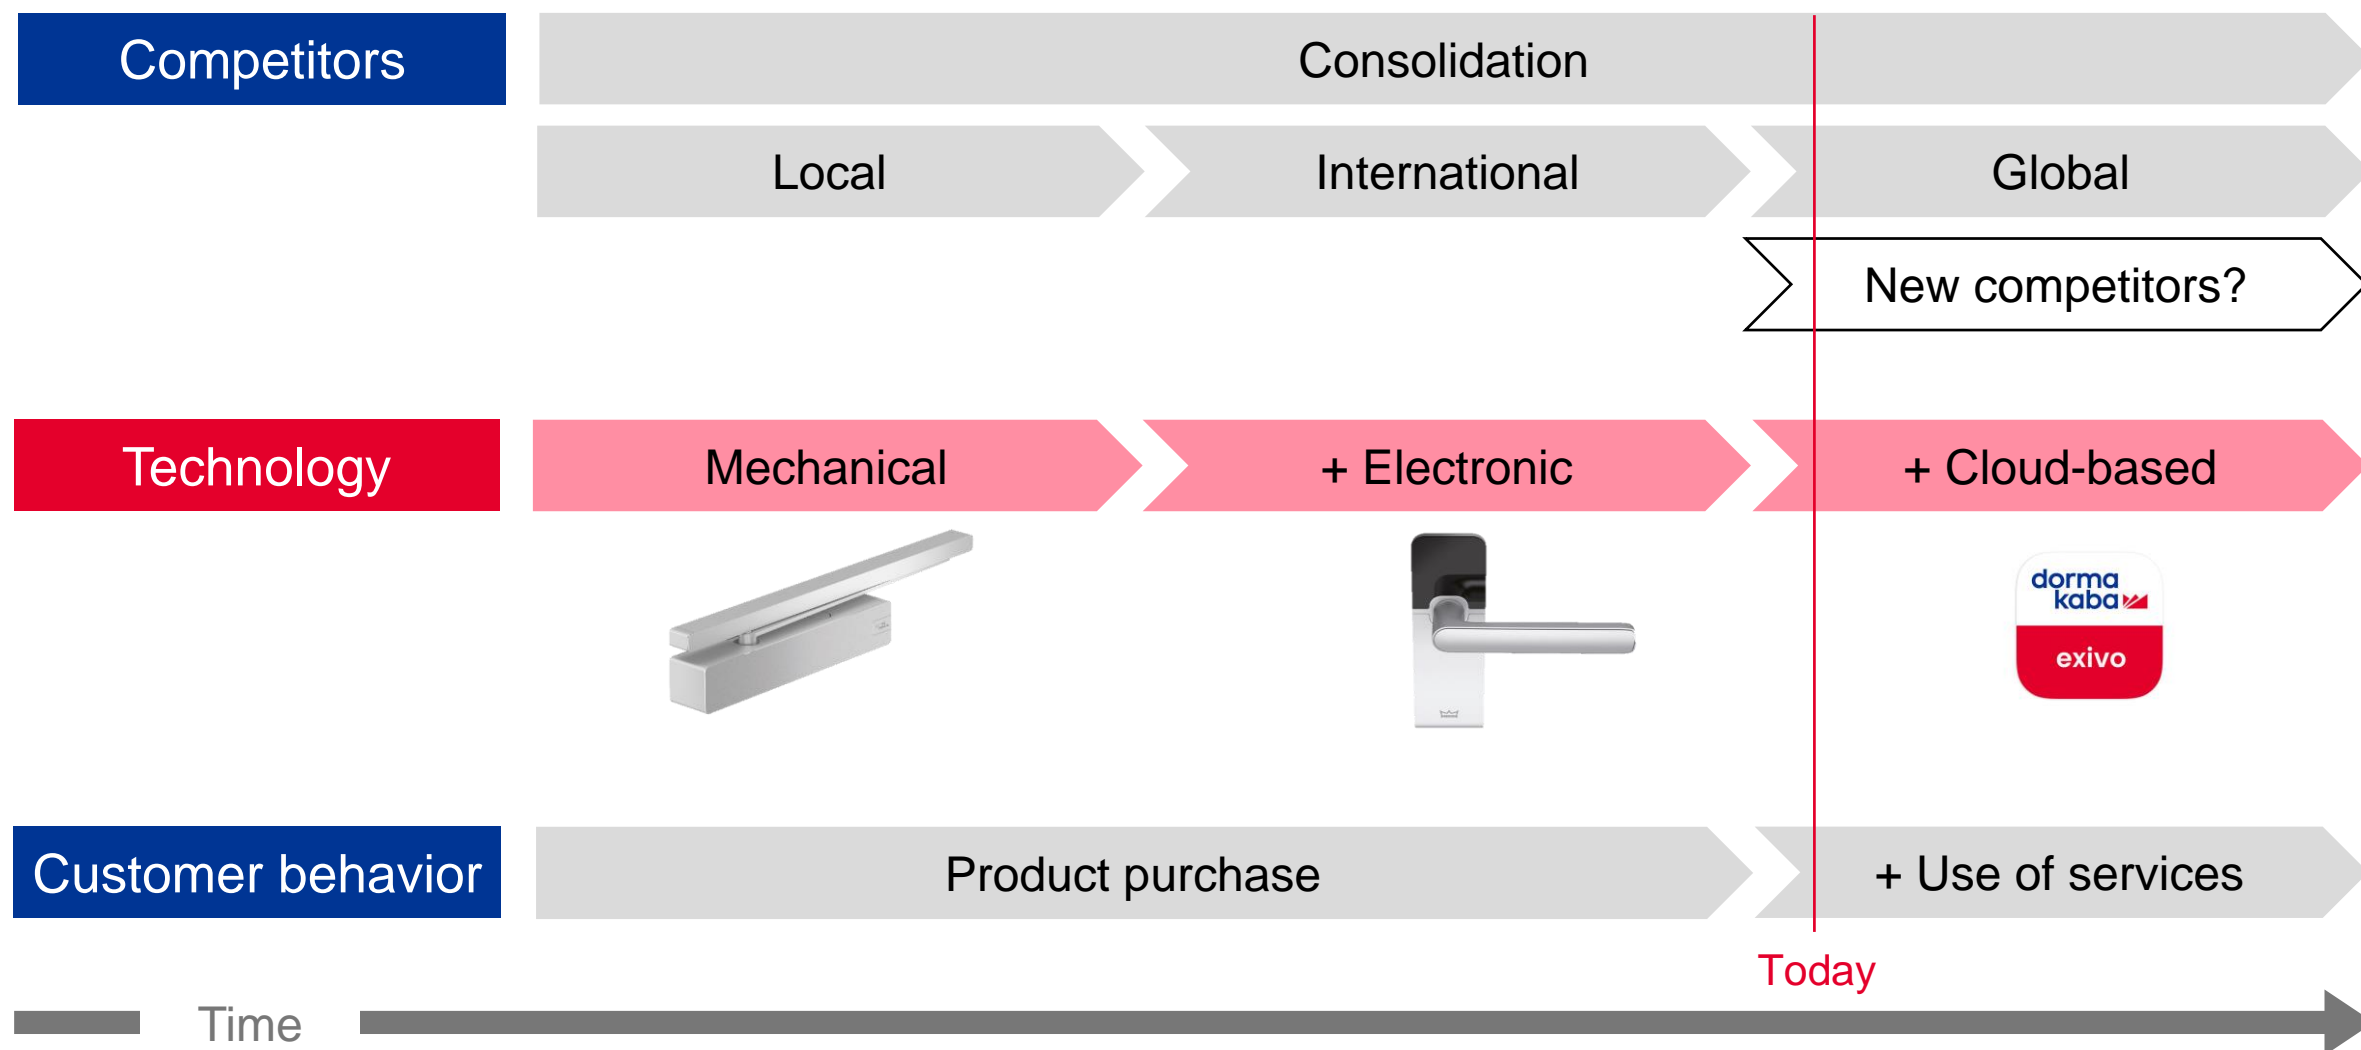 Competitors
Consolidation
Local
International
Global
New competitors?
Technology
Mechanical
+ Electronic
+ Cloud-based
dorma
kaba
exivo
Customer behavior
Product purchase
+ Use of services
Today
Time